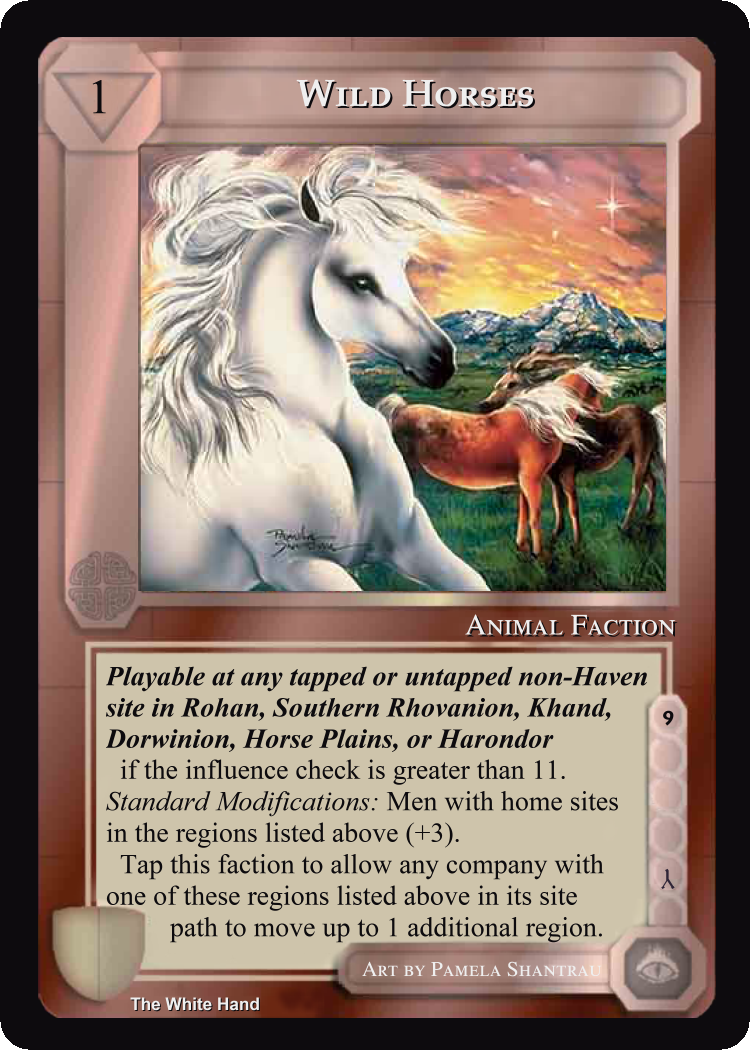 1
Wild Horses
Pamela
Shantrau
Animal Faction
Playable at any tapped or untapped non-Haven
site in Rohan, Southern Rhovanion, Khand,
Dorwinion, Horse Plains, or Harondor
if the influence check is greater than 11.
Standard Modifications: Men with home sites
in the regions listed above (+3).
Tap this faction to allow any company with
one of these regions listed above in its site
path to move up to 1 additional region.
9
Art by Pamela Shantrau
The White Hand